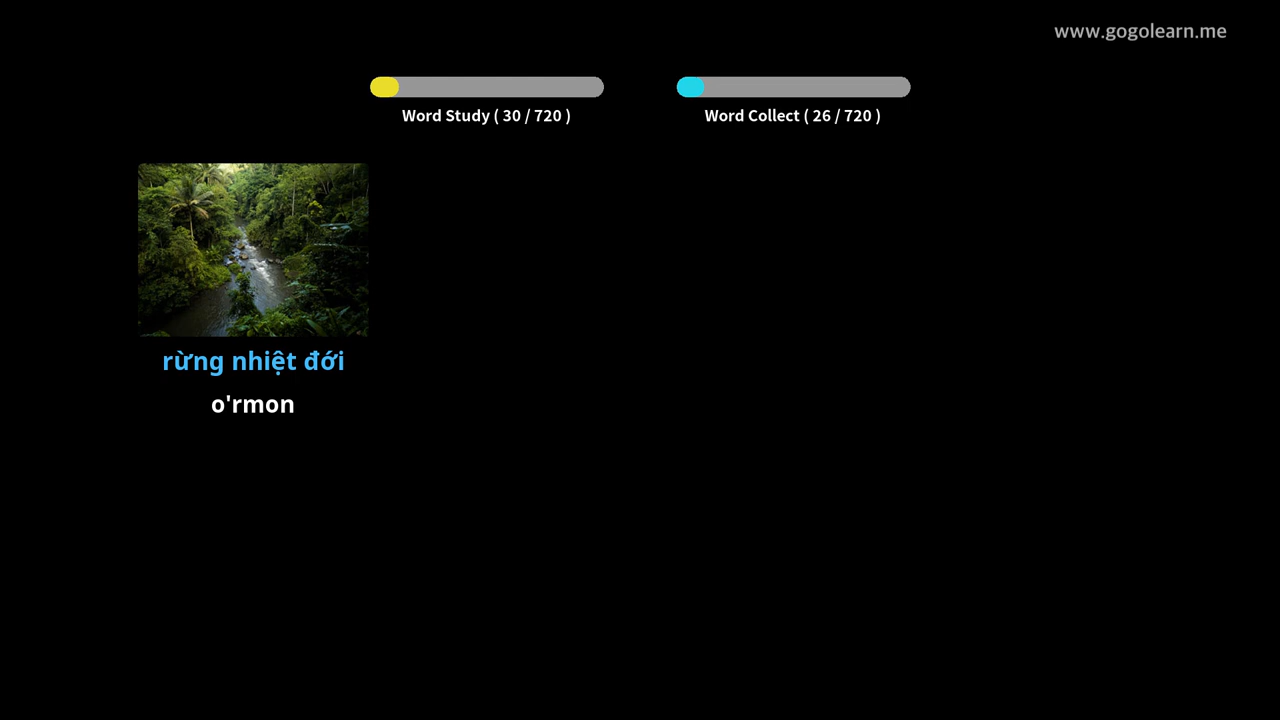 www.gogolearn.me
Word Study ( 30 / 720 )
Word Collect ( 26 / 720 )
rừng nhiệt đới
o'rmon